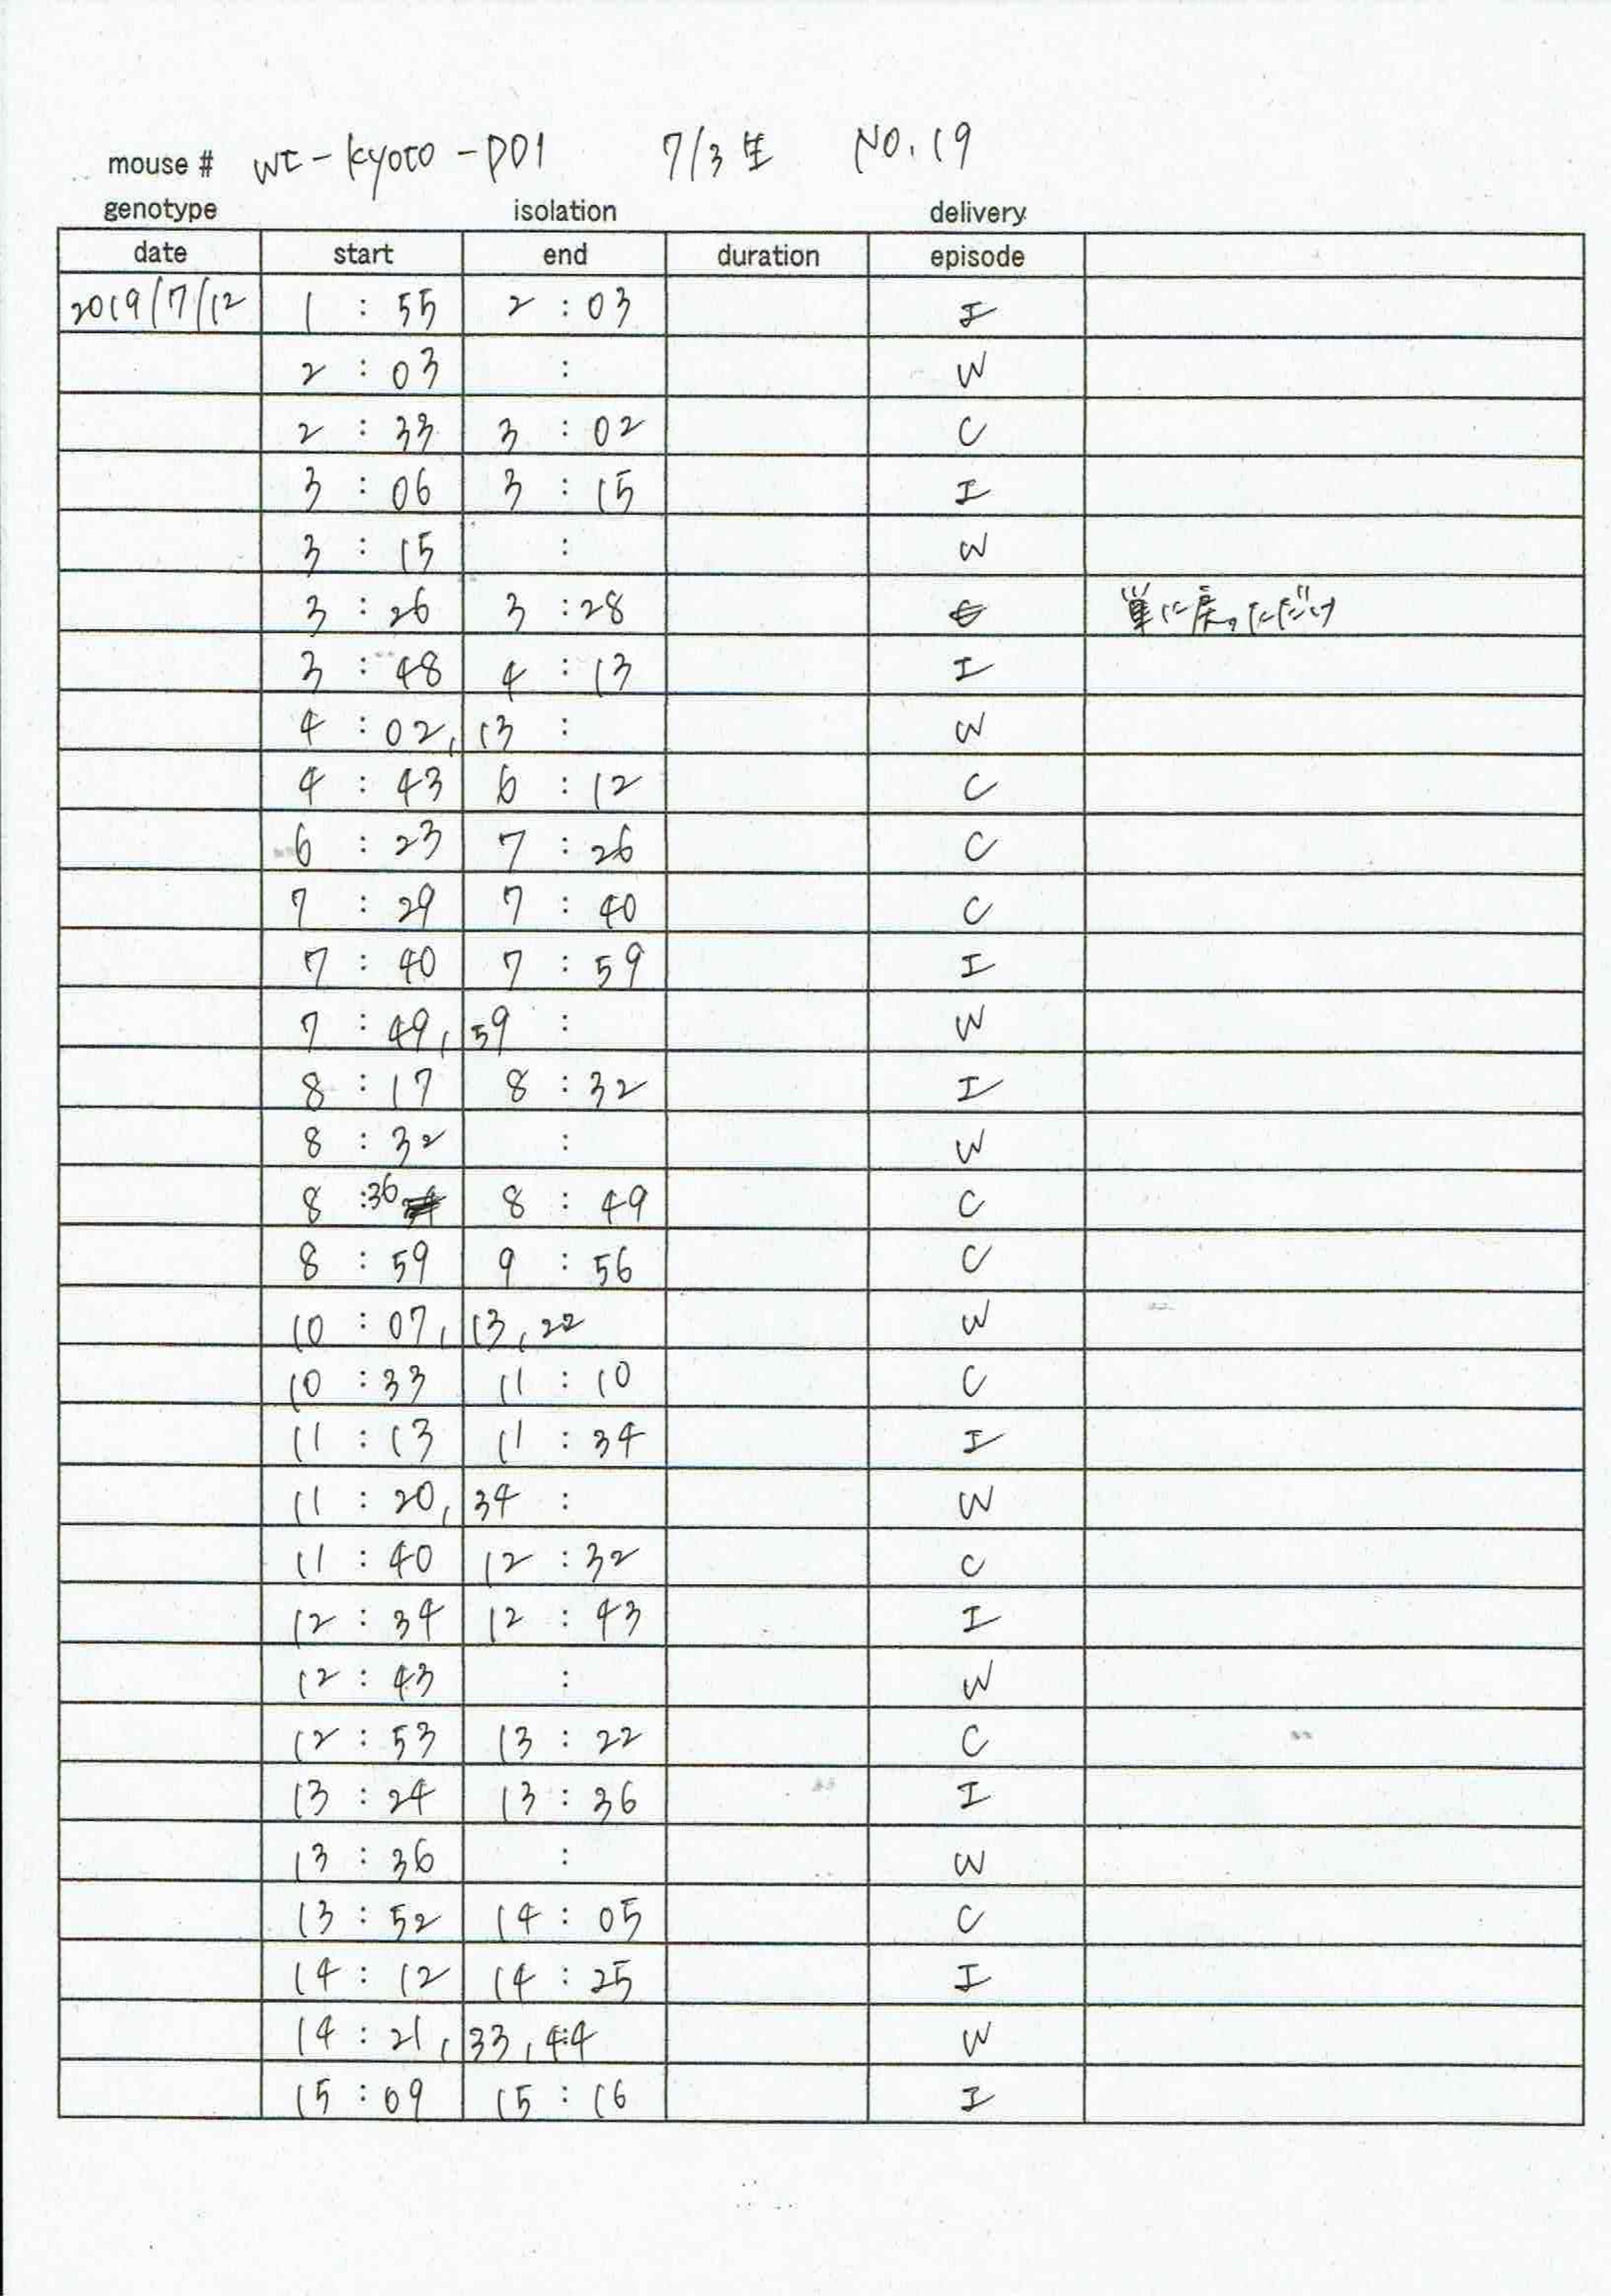 mouse # wt-kyoto-P01 7/3生 NO.19
genotype isolation delivery
date start end duration episode
2019/7/12 1 : 55 2 : 03 I
2 : 03 : W
2 : 33 3 : 02 C
3 : 06 3 : 15 I
3 : 15 : W
3 : 26 3 : 28 に戻っただけ
3 : 48 4 : 13 I
4 : 02, 13 : W
4 : 43 6 : 12 C
6 : 23 7 : 26 C
7 : 29 7 : 40 C
7 : 40 7 : 59 I
7 : 49, 59 : W
8 : 17 8 : 32 I
8 : 32 : W
8 : 36 8 : 49 C
8 : 59 9 : 56 C
10 : 07, 13, 22 W
10 : 33 11 : 10 C
11 : 13 11 : 34 I
11 : 20, 34 : W
11 : 40 12 : 32 C
12 : 34 12 : 43 I
12 : 43 : W
12 : 53 13 : 22 C
13 : 24 13 : 36 I
13 : 36 : W
13 : 52 14 : 05 C
14 : 12 14 : 25 I
14 : 21, 33, 44 W
15 : 09 15 : 16 I